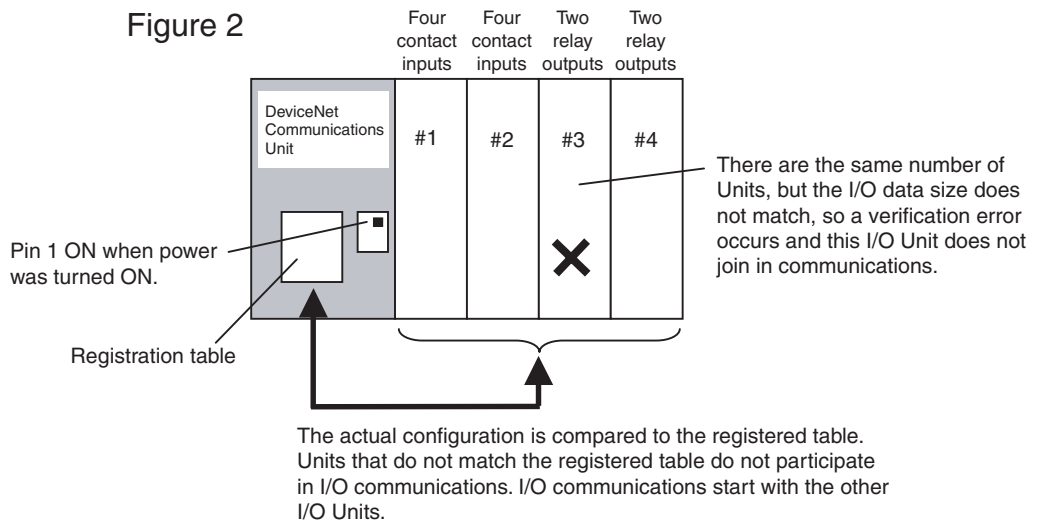 Figure 2
Four
contact
inputs
Four
contact
inputs
Two
relay
outputs
Two
relay
outputs
DeviceNet
Communications
Unit
#1
#2
#3
#4
There are the same number of
Units, but the I/O data size does
not match, so a verification error
occurs and this I/O Unit does not
join in communications.
Pin 1 ON when power
was turned ON.
Registration table
The actual configuration is compared to the registered table.
Units that do not match the registered table do not participate
in I/O communications. I/O communications start with the other
I/O Units.